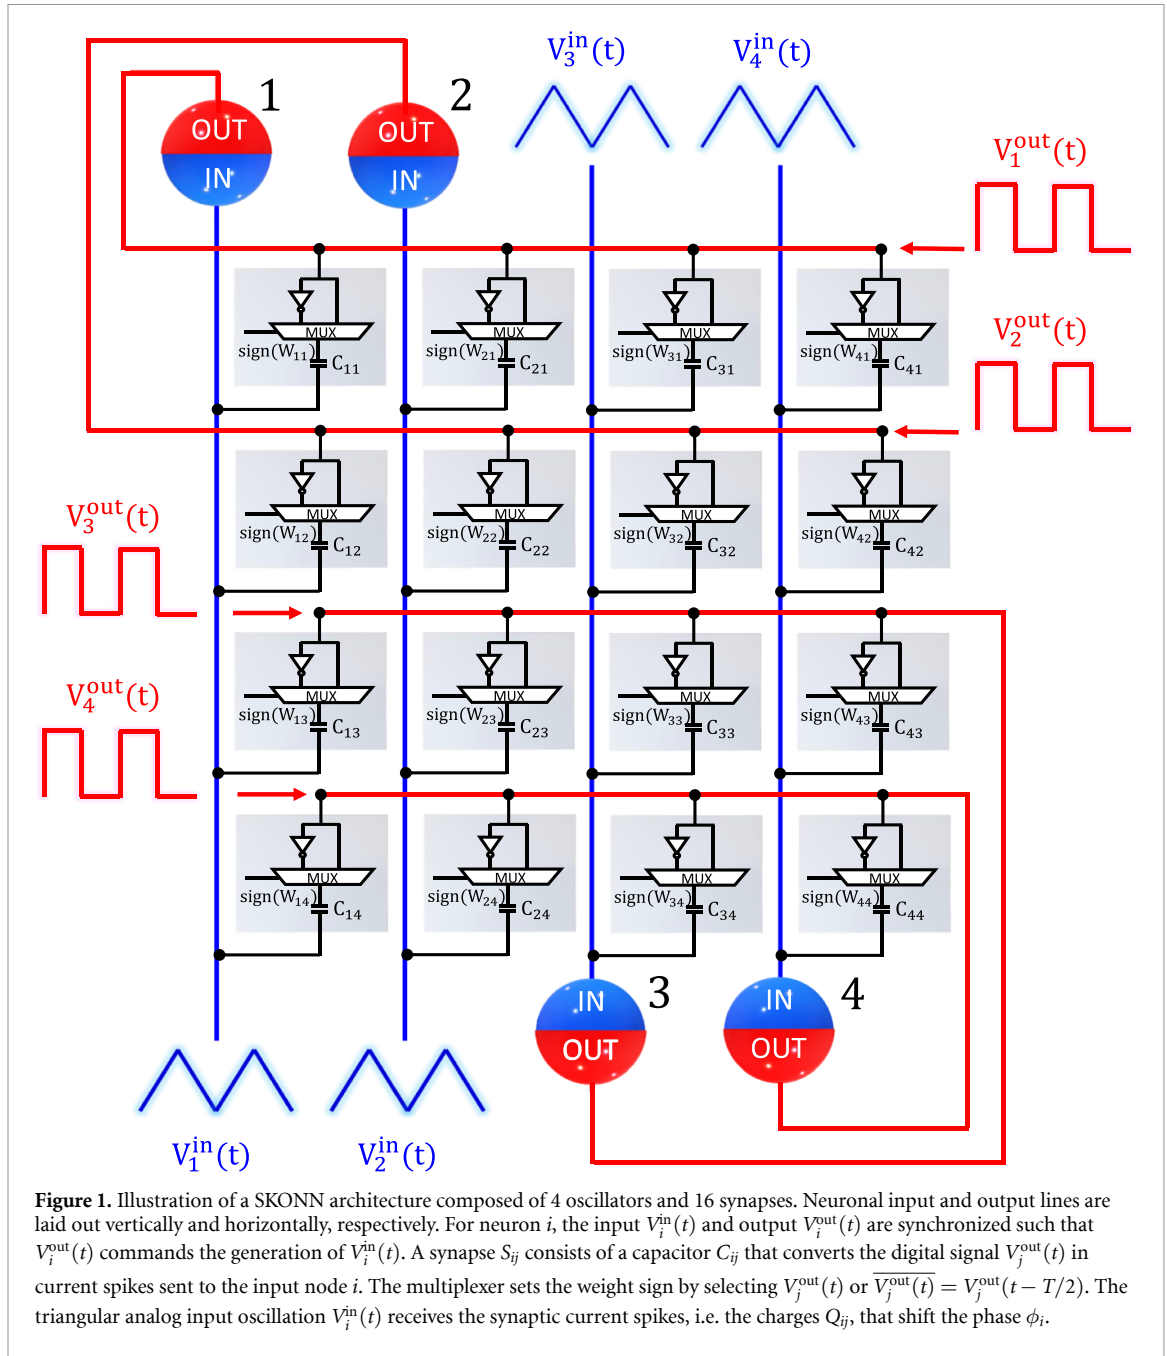 V₃ⁱⁿ(t) V₄ⁱⁿ(t)
1 2
OUT OUT
IN IN
V₁ᵒᵘᵗ(t)
MUX MUX MUX MUX
sign(W₁₁) C₁₁ sign(W₂₁) C₂₁ sign(W₃₁) C₃₁ sign(W₄₁) C₄₁
V₂ᵒᵘᵗ(t)
MUX MUX MUX MUX
sign(W₁₂) C₁₂ sign(W₂₂) C₂₂ sign(W₃₂) C₃₂ sign(W₄₂) C₄₂
V₃ᵒᵘᵗ(t)
MUX MUX MUX MUX
sign(W₁₃) C₁₃ sign(W₂₃) C₂₃ sign(W₃₃) C₃₃ sign(W₄₃) C₄₃
V₄ᵒᵘᵗ(t)
MUX MUX MUX MUX
sign(W₁₄) C₁₄ sign(W₂₄) C₂₄ sign(W₃₄) C₃₄ sign(W₄₄) C₄₄
3 4
IN IN
OUT OUT
V₁ⁱⁿ(t) V₂ⁱⁿ(t)
Figure 1. Illustration of a SKONN architecture composed of 4 oscillators and 16 synapses. Neuronal input and output lines are
laid out vertically and horizontally, respectively. For neuron i, the input Vᵢⁱⁿ(t) and output Vᵢᵒᵘᵗ(t) are synchronized such that
Vᵢᵒᵘᵗ(t) commands the generation of Vᵢⁱⁿ(t). A synapse Sᵢⱼ consists of a capacitor Cᵢⱼ that converts the digital signal Vⱼᵒᵘᵗ(t) in
current spikes sent to the input node i. The multiplexer sets the weight sign by selecting Vⱼᵒᵘᵗ(t) or \overline{Vⱼᵒᵘᵗ(t)} = Vⱼᵒᵘᵗ(t − T/2). The
triangular analog input oscillation Vᵢⁱⁿ(t) receives the synaptic current spikes, i.e. the charges Qᵢⱼ, that shift the phase ϕᵢ.